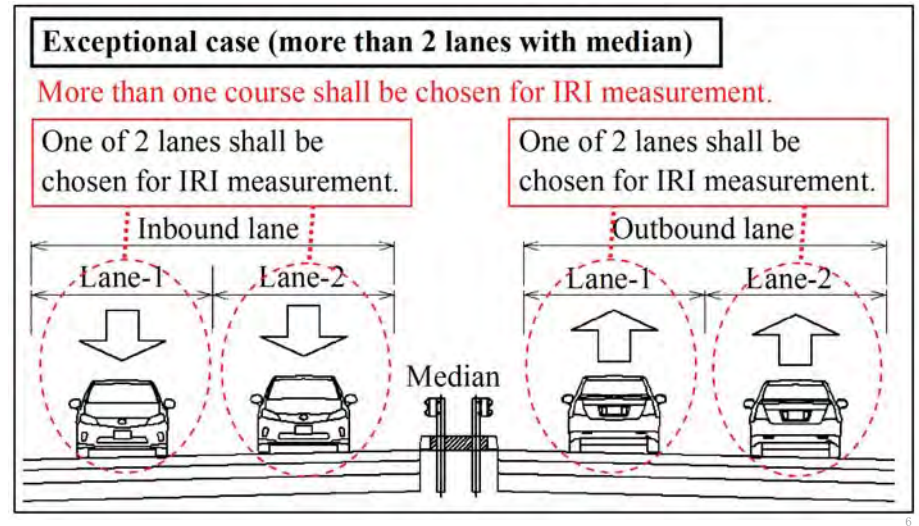 Exceptional case (more than 2 lanes with median)
More than one course shall be chosen for IRI measurement.
One of 2 lanes shall be
chosen for IRI measurement.
One of 2 lanes shall be
chosen for IRI measurement.
Inbound lane
Outbound lane
Lane-1
Lane-2
Lane-1
Lane-2
Median
6